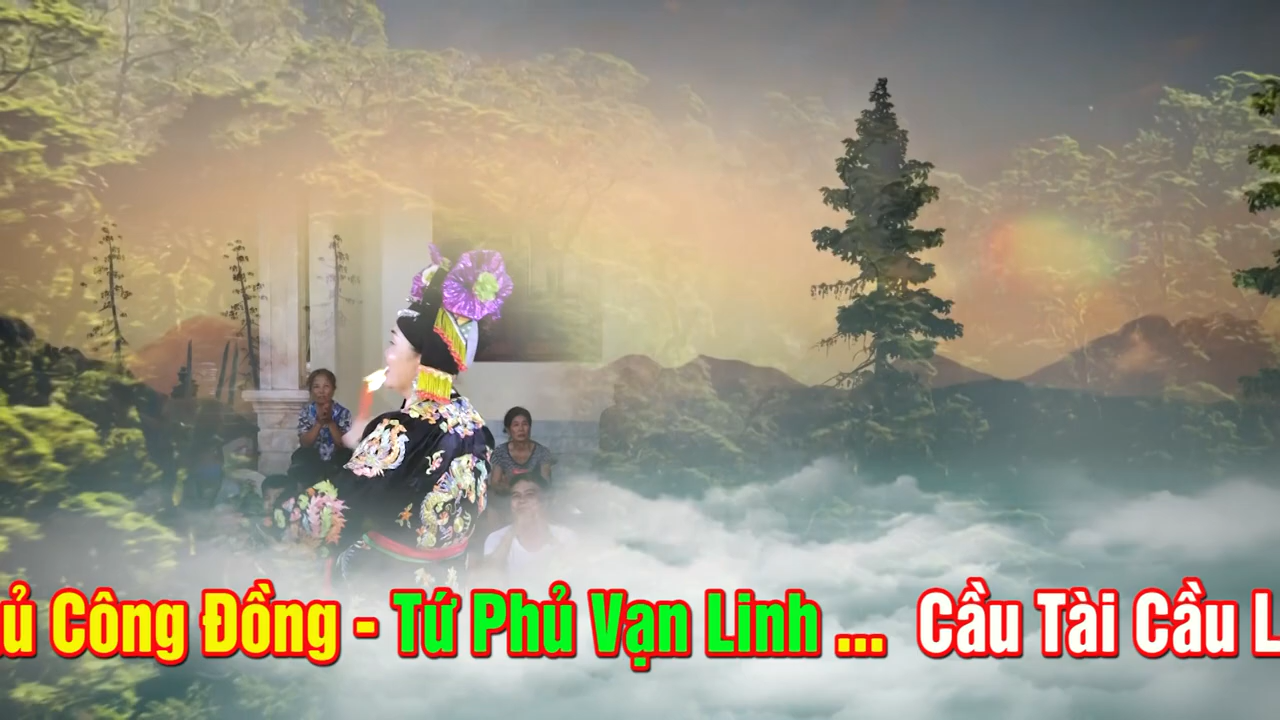 Công Đồng - Tứ Phủ Vạn Linh ... Cầu Tài Cầu